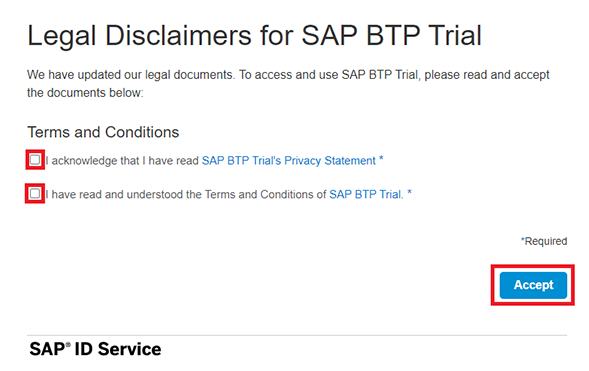 Legal Disclaimers for SAP BTP Trial
We have updated our legal documents. To access and use SAP BTP Trial, please read and accept
the documents below:
Terms and Conditions
I acknowledge that I have read SAP BTP Trial's Privacy Statement *
I have read and understood the Terms and Conditions of SAP BTP Trial. *
*Required
Accept
SAP® ID Service